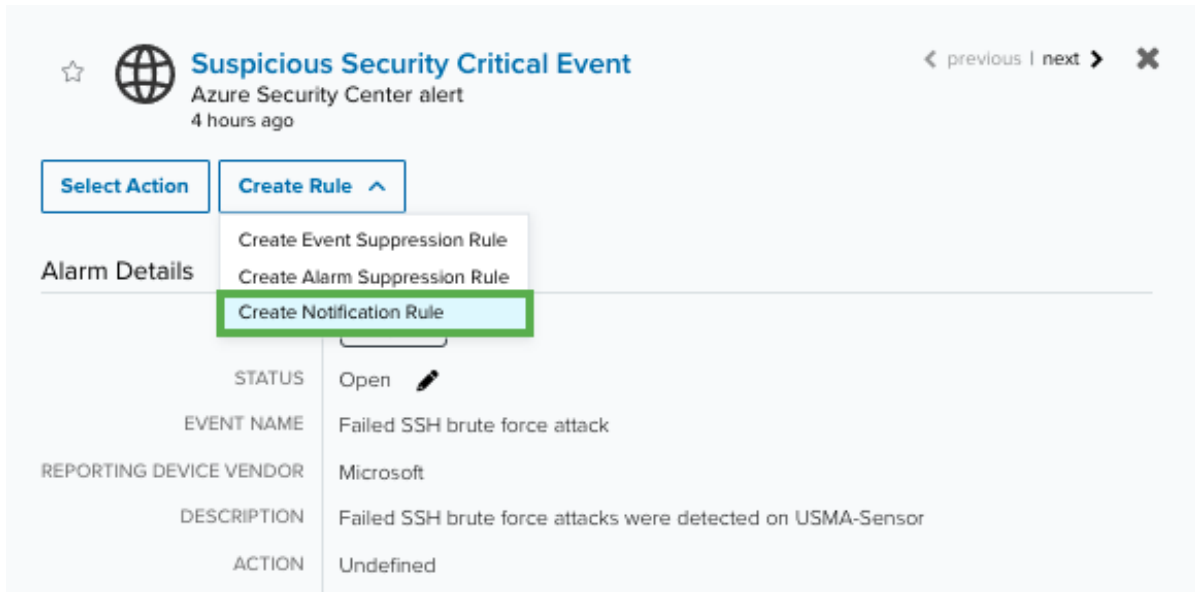 Suspicious Security Critical Event
previous | next
Azure Security Center alert
4 hours ago
Select Action
Create Rule
Create Event Suppression Rule
Alarm Details
Create Alarm Suppression Rule
Create Notification Rule
STATUS Open
EVENT NAME Failed SSH brute force attack
REPORTING DEVICE VENDOR Microsoft
DESCRIPTION Failed SSH brute force attacks were detected on USMA-Sensor
ACTION Undefined